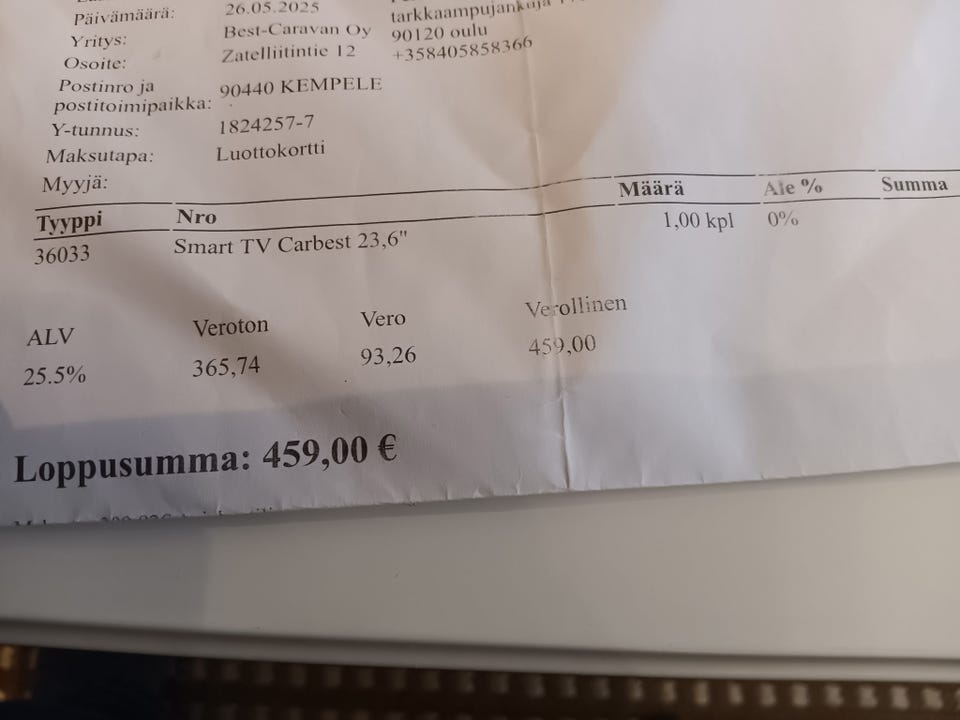 Päivämäärä: 26.05.2025 tarkkaampujankuja
Yritys: Best-Caravan Oy 90120 oulu
Osoite: Zatelliitintie 12 +358405858366
Postinro ja
postitoimipaikka: 90440 KEMPELE
Y-tunnus: 1824257-7
Maksutapa: Luottokortti
Myyjä:
Tyyppi Nro Määrä Ale % Summa
36033 Smart TV Carbest 23,6" 1,00 kpl 0%
ALV Veroton Vero Verollinen
25.5% 365,74 93,26 459,00
Loppusumma: 459,00 €